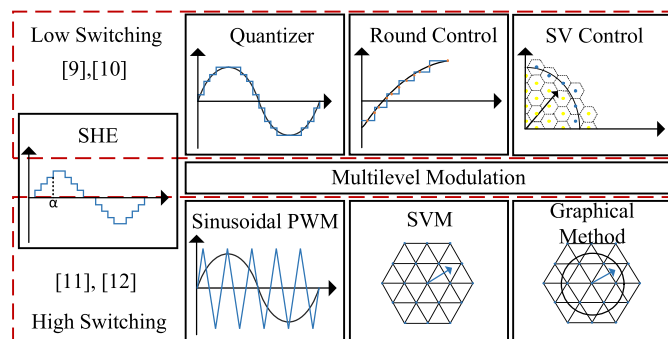 Low Switching
[9],[10]
Quantizer
Round Control
SV Control
SHE
α
Multilevel Modulation
Sinusoidal PWM
SVM
Graphical
Method
[11], [12]
High Switching